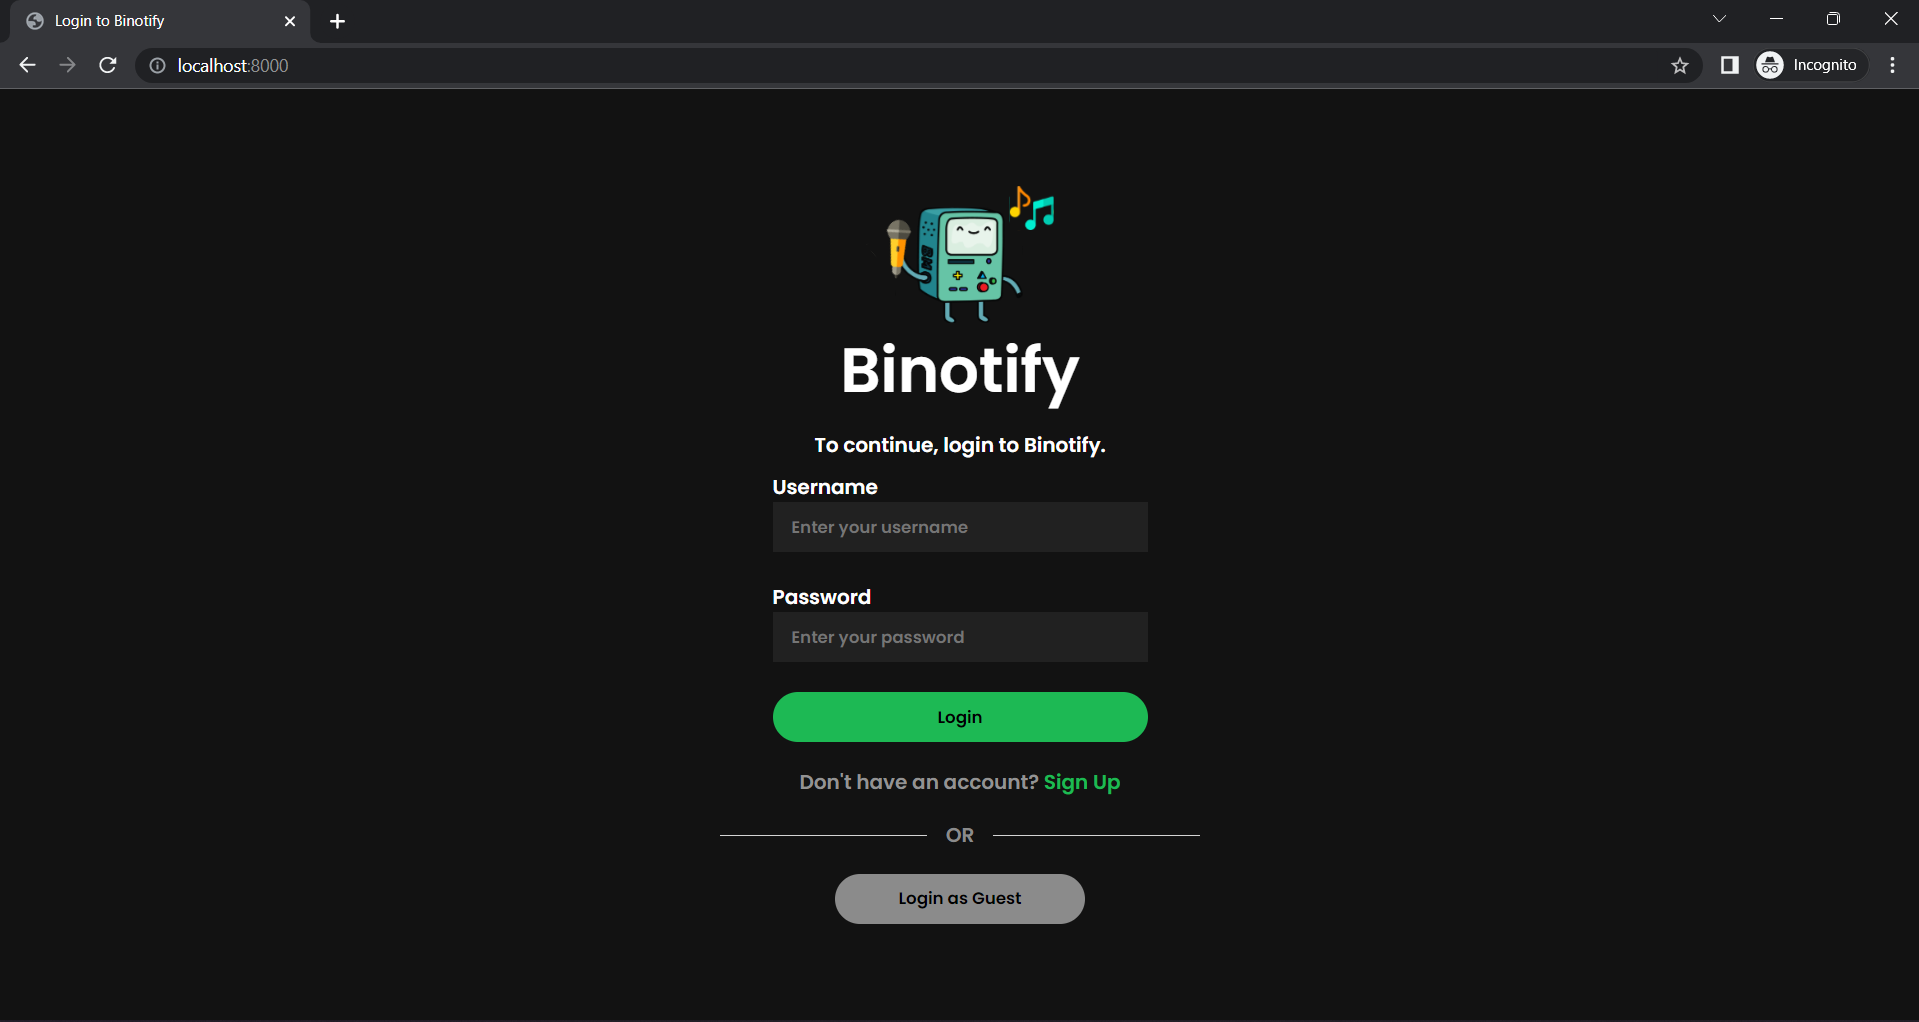 Login to Binotify
localhost:8000
Incognito
Binotify
To continue, login to Binotify.
Username
Enter your username
Password
Enter your password
Login
Don't have an account? Sign Up
OR
Login as Guest